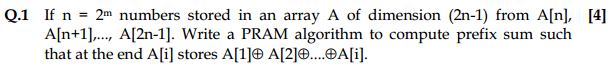 Q.1 If n = 2ᵐ numbers stored in an array A of dimension (2n-1) from A[n], [4]
A[n+1],..., A[2n-1]. Write a PRAM algorithm to compute prefix sum such
that at the end A[i] stores A[1]⊕ A[2]⊕....⊕A[i].